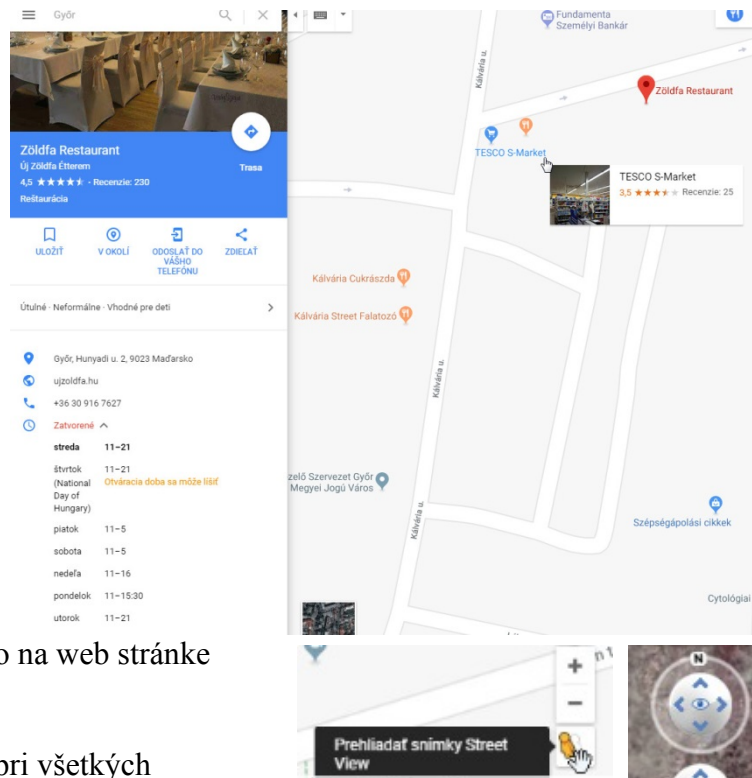 Győr
Zöldfa Restaurant
Új Zöldfa Étterem
4,5 ★★★★★ - Recenzie: 230
Reštaurácia
Trasa
ULOŽIŤ
V OKOLÍ
ODOSLAŤ DO
VÁŠHO
TELEFÓNU
ZDIEĽAŤ
Útulné · Neformálne · Vhodné pre deti
Győr, Hunyadi u. 2, 9023 Maďarsko
ujzoldfa.hu
+36 30 916 7627
Zatvorené
streda 11–21
štvrtok 11–21
(National Otváracia doba sa môže líšiť
Day of
Hungary)
piatok 11–5
sobota 11–5
nedeľa 11–16
pondelok 11–15:30
utorok 11–21
Fundamenta
Személyi Bankár
Kálvária u.
Zöldfa Restaurant
TESCO S-Market
TESCO S-Market
3,5 ★★★★★ Recenzie: 25
Kálvária Cukrászda
Kálvária Street Falatozó
Kálvária u.
zelő Szervezet Győr
Megyei Jogú Város
Kálvária u.
Szépségápolási cikkek
Cytológiai
o na web stránke
pri všetkých
Prehliadať snímky Street
View
N